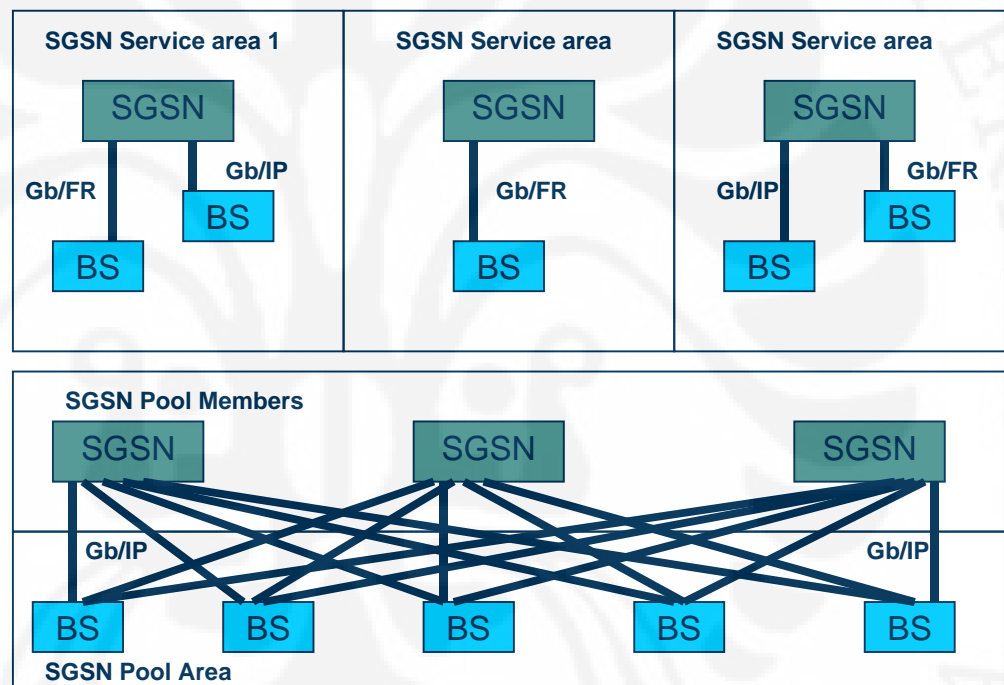 SGSN Service area 1
SGSN Service area
SGSN Service area
SGSN
SGSN
SGSN
Gb/FR
Gb/IP
Gb/FR
Gb/IP
Gb/FR
BS
BS
BS
BS
BS
SGSN Pool Members
SGSN
SGSN
SGSN
Gb/IP
Gb/IP
BS
BS
BS
BS
BS
SGSN Pool Area